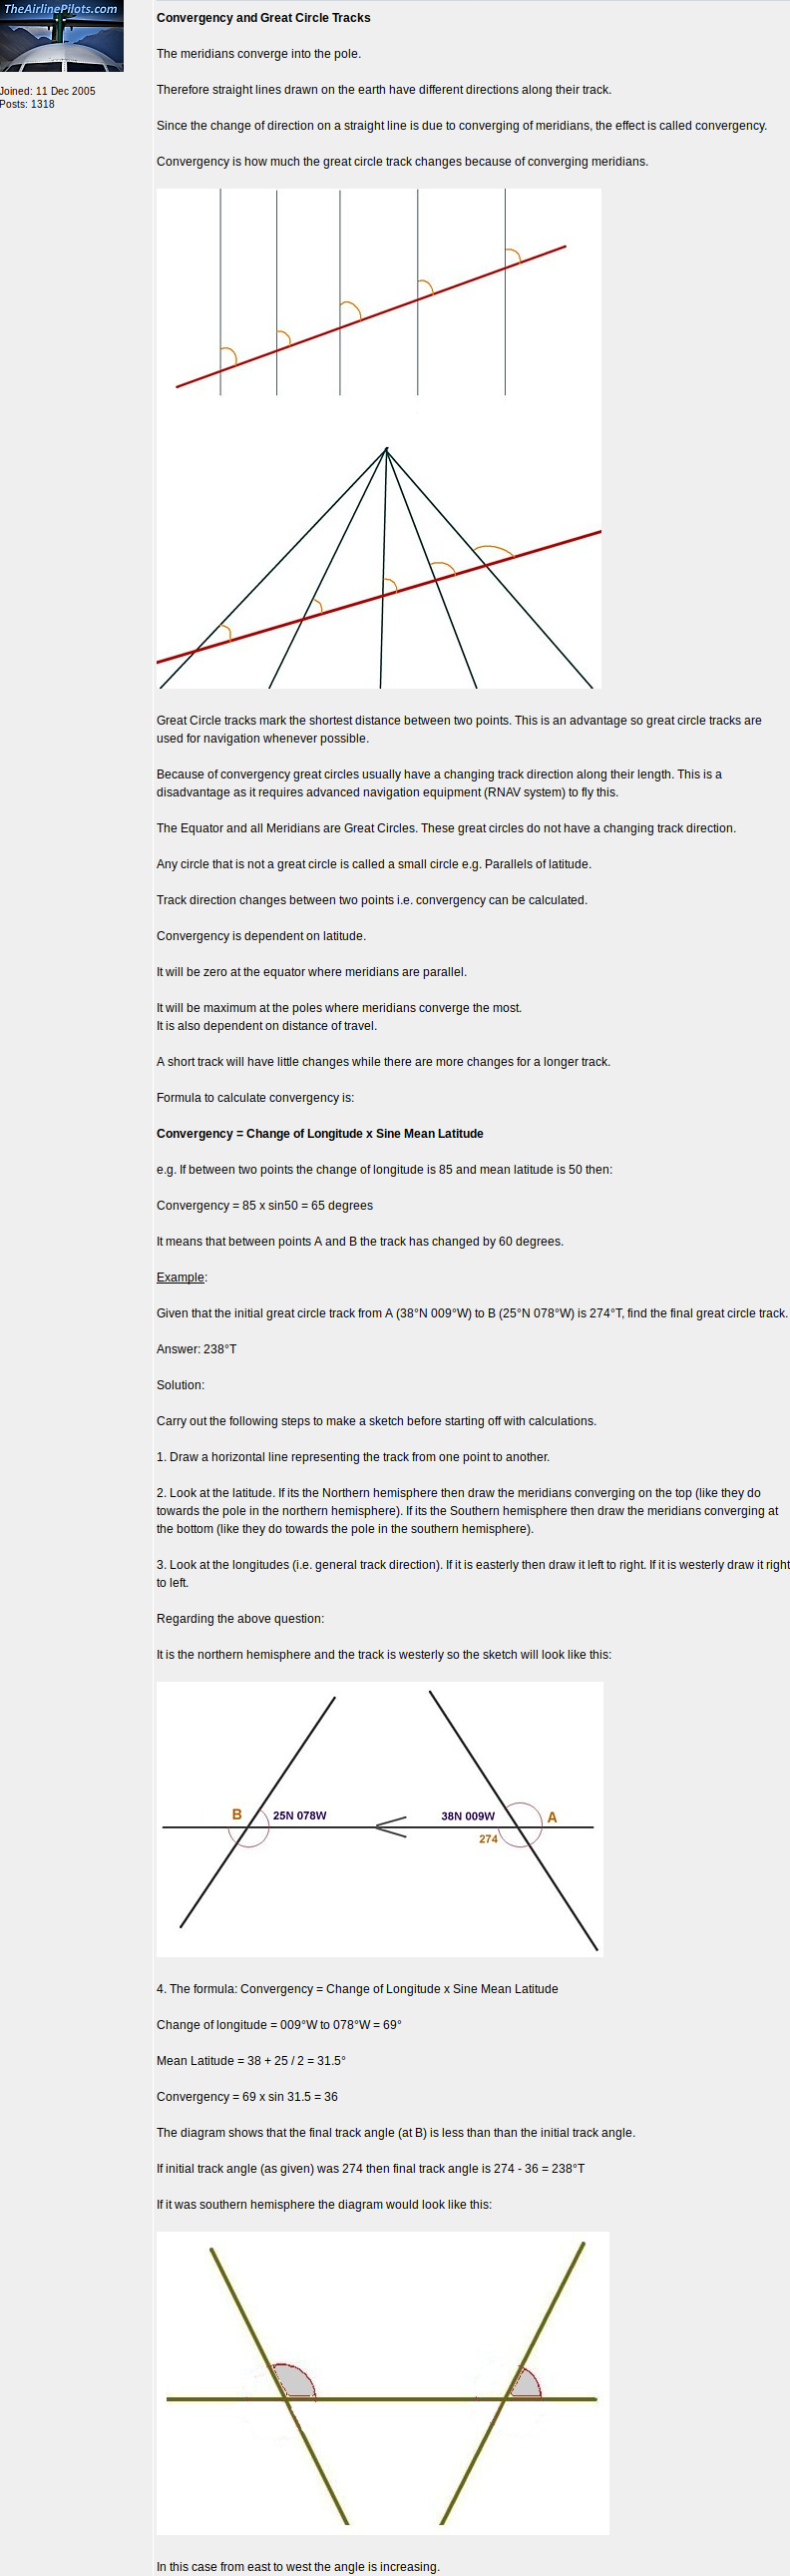 TheAirlinePilots.com
Joined: 11 Dec 2005
Posts: 1318
Convergency and Great Circle Tracks
The meridians converge into the pole.
Therefore straight lines drawn on the earth have different directions along their track.
Since the change of direction on a straight line is due to converging of meridians, the effect is called convergency.
Convergency is how much the great circle track changes because of converging meridians.
Great Circle tracks mark the shortest distance between two points. This is an advantage so great circle tracks are
used for navigation whenever possible.
Because of convergency great circles usually have a changing track direction along their length. This is a
disadvantage as it requires advanced navigation equipment (RNAV system) to fly this.
The Equator and all Meridians are Great Circles. These great circles do not have a changing track direction.
Any circle that is not a great circle is called a small circle e.g. Parallels of latitude.
Track direction changes between two points i.e. convergency can be calculated.
Convergency is dependent on latitude.
It will be zero at the equator where meridians are parallel.
It will be maximum at the poles where meridians converge the most.
It is also dependent on distance of travel.
A short track will have little changes while there are more changes for a longer track.
Formula to calculate convergency is:
Convergency = Change of Longitude x Sine Mean Latitude
e.g. If between two points the change of longitude is 85 and mean latitude is 50 then:
Convergency = 85 x sin50 = 65 degrees
It means that between points A and B the track has changed by 60 degrees.
Example:
Given that the initial great circle track from A (38°N 009°W) to B (25°N 078°W) is 274°T, find the final great circle track.
Answer: 238°T
Solution:
Carry out the following steps to make a sketch before starting off with calculations.
1. Draw a horizontal line representing the track from one point to another.
2. Look at the latitude. If its the Northern hemisphere then draw the meridians converging on the top (like they do
towards the pole in the northern hemisphere). If its the Southern hemisphere then draw the meridians converging at
the bottom (like they do towards the pole in the southern hemisphere).
3. Look at the longitudes (i.e. general track direction). If it is easterly then draw it left to right. If it is westerly draw it right
to left.
Regarding the above question:
It is the northern hemisphere and the track is westerly so the sketch will look like this:
B 25N 078W 38N 009W A
274
4. The formula: Convergency = Change of Longitude x Sine Mean Latitude
Change of longitude = 009°W to 078°W = 69°
Mean Latitude = 38 + 25 / 2 = 31.5°
Convergency = 69 x sin 31.5 = 36
The diagram shows that the final track angle (at B) is less than than the initial track angle.
If initial track angle (as given) was 274 then final track angle is 274 - 36 = 238°T
If it was southern hemisphere the diagram would look like this:
In this case from east to west the angle is increasing.